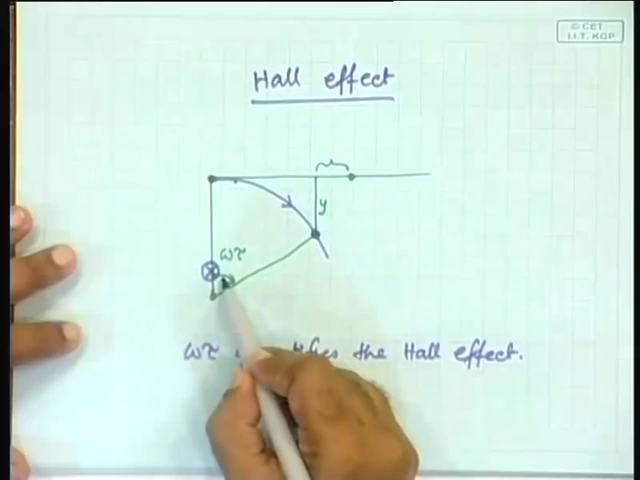 © CET
I.I.T. KGP
Hall effect
y
ωτ
ωτ the Hall effect.